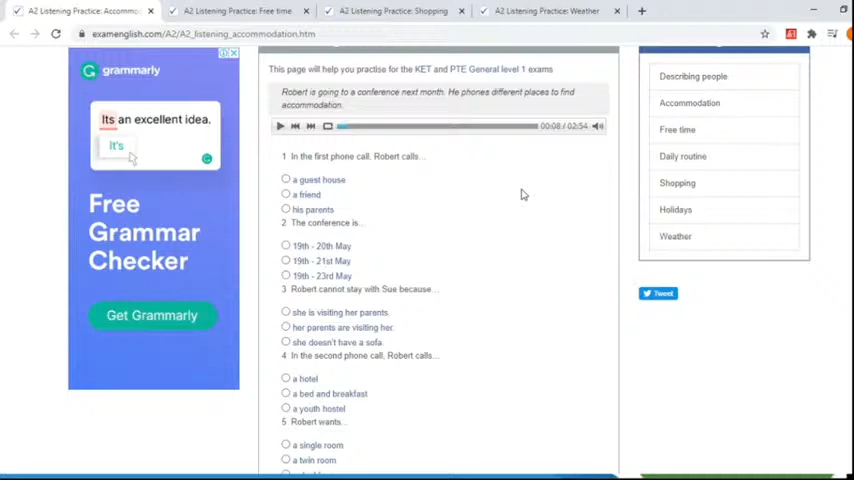 A2 Listening Practice: Accommo
A2 Listening Practice: Free time
A2 Listening Practice: Shopping
A2 Listening Practice: Weather
examenglish.com/A2/A2_listening_accommodation.htm
grammarly
Its an excellent idea.
It's
Free
Grammar
Checker
Get Grammarly
This page will help you practise for the KET and PTE General level 1 exams
Robert is going to a conference next month. He phones different places to find
accommodation.
00:08 / 02:54
1 In the first phone call, Robert calls...
a guest house
a friend
his parents
2 The conference is...
19th - 20th May
19th - 21st May
19th - 23rd May
3 Robert cannot stay with Sue because...
she is visiting her parents.
her parents are visiting her.
she doesn't have a sofa.
4 In the second phone call, Robert calls...
a hotel
a bed and breakfast
a youth hostel
5 Robert wants...
a single room
a twin room
Describing people
Accommodation
Free time
Daily routine
Shopping
Holidays
Weather
Tweet